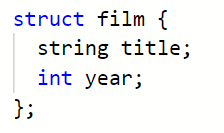 struct film {
  string title;
  int year;
};